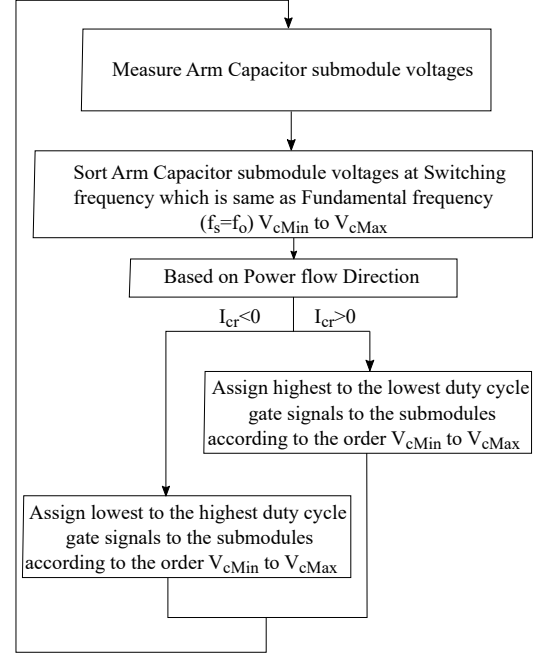 Measure Arm Capacitor submodule voltages
Sort Arm Capacitor submodule voltages at Switching
frequency which is same as Fundamental frequency
(fs=fo) VcMin to VcMax
Based on Power flow Direction
Icr<0
Icr>0
Assign highest to the lowest duty cycle
gate signals to the submodules
according to the order VcMin to VcMax
Assign lowest to the highest duty cycle
gate signals to the submodules
according to the order VcMin to VcMax